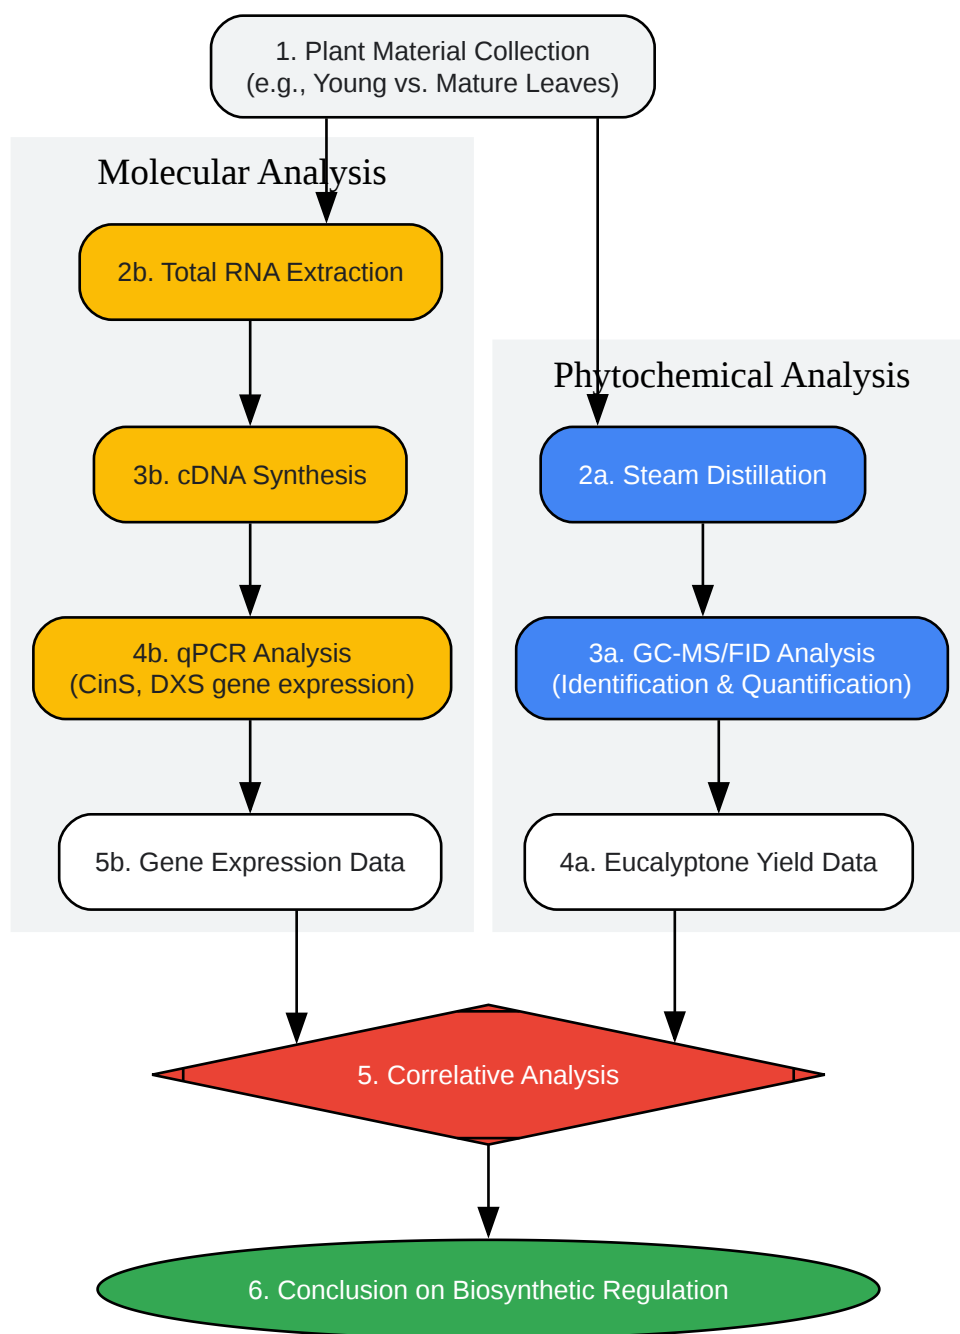 1. Plant Material Collection
(e.g., Young vs. Mature Leaves)
Molecular Analysis
2b. Total RNA Extraction
3b. cDNA Synthesis
4b. qPCR Analysis
(CinS, DXS gene expression)
5b. Gene Expression Data
Phytochemical Analysis
2a. Steam Distillation
3a. GC-MS/FID Analysis
(Identification & Quantification)
4a. Eucalyptone Yield Data
5. Correlative Analysis
6. Conclusion on Biosynthetic Regulation